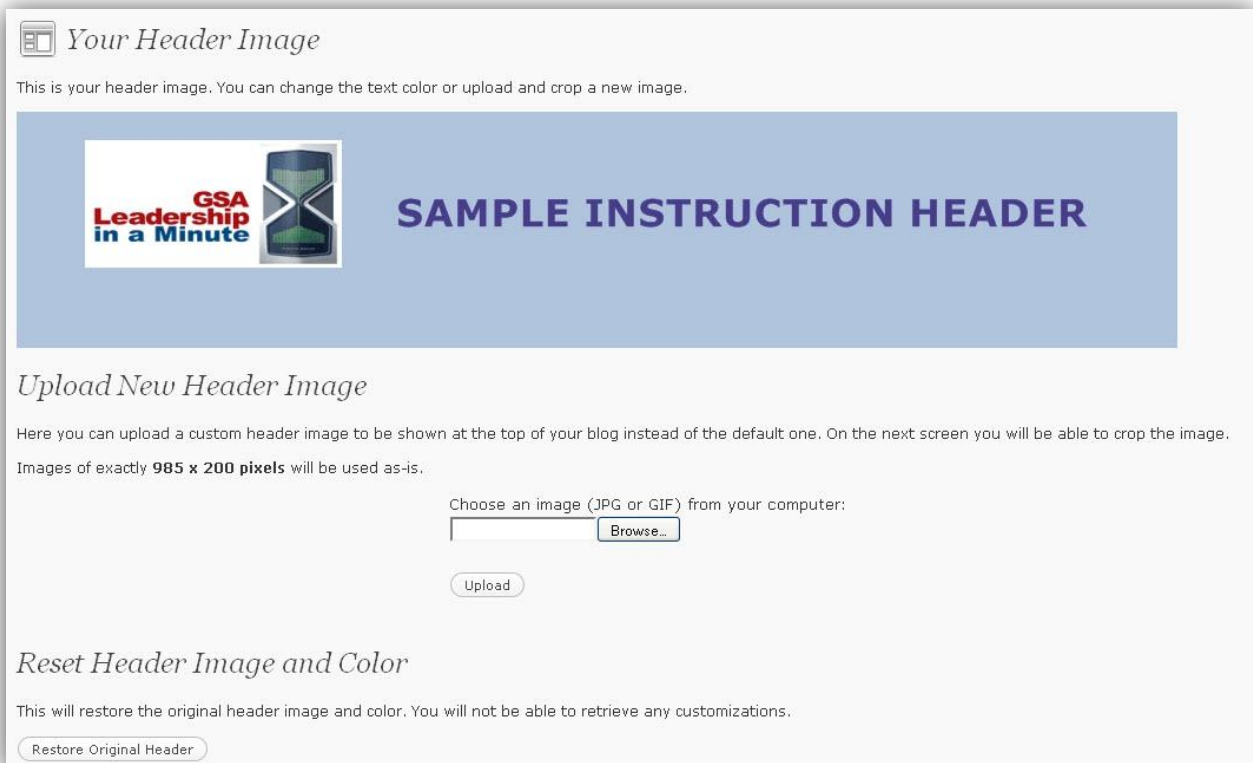 Your Header Image
This is your header image. You can change the text color or upload and crop a new image.
GSA
Leadership
in a Minute
SAMPLE INSTRUCTION HEADER
Upload New Header Image
Here you can upload a custom header image to be shown at the top of your blog instead of the default one. On the next screen you will be able to crop the image.
Images of exactly 985 x 200 pixels will be used as-is.
Choose an image (JPG or GIF) from your computer:
Browse...
Upload
Reset Header Image and Color
This will restore the original header image and color. You will not be able to retrieve any customizations.
Restore Original Header